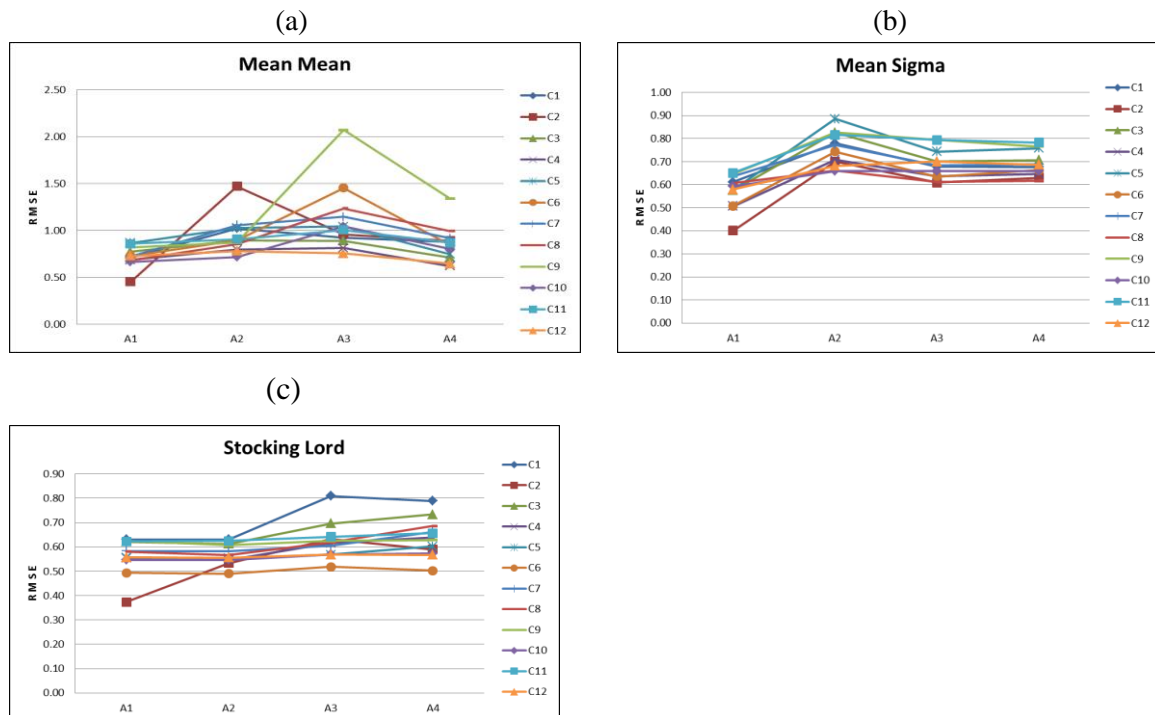 (a)
Mean Mean
2.50
2.00
1.50
1.00
0.50
0.00
RMSE
A1 A2 A3 A4
C1
C2
C3
C4
C5
C6
C7
C8
C9
C10
C11
C12
(b)
Mean Sigma
1.00
0.90
0.80
0.70
0.60
0.50
0.40
0.30
0.20
0.10
0.00
RMSE
A1 A2 A3 A4
C1
C2
C3
C4
C5
C6
C7
C8
C9
C10
C11
C12
(c)
Stocking Lord
0.90
0.80
0.70
0.60
0.50
0.40
0.30
0.20
0.10
0.00
RMSE
A1 A2 A3 A4
C1
C2
C3
C4
C5
C6
C7
C8
C9
C10
C11
C12